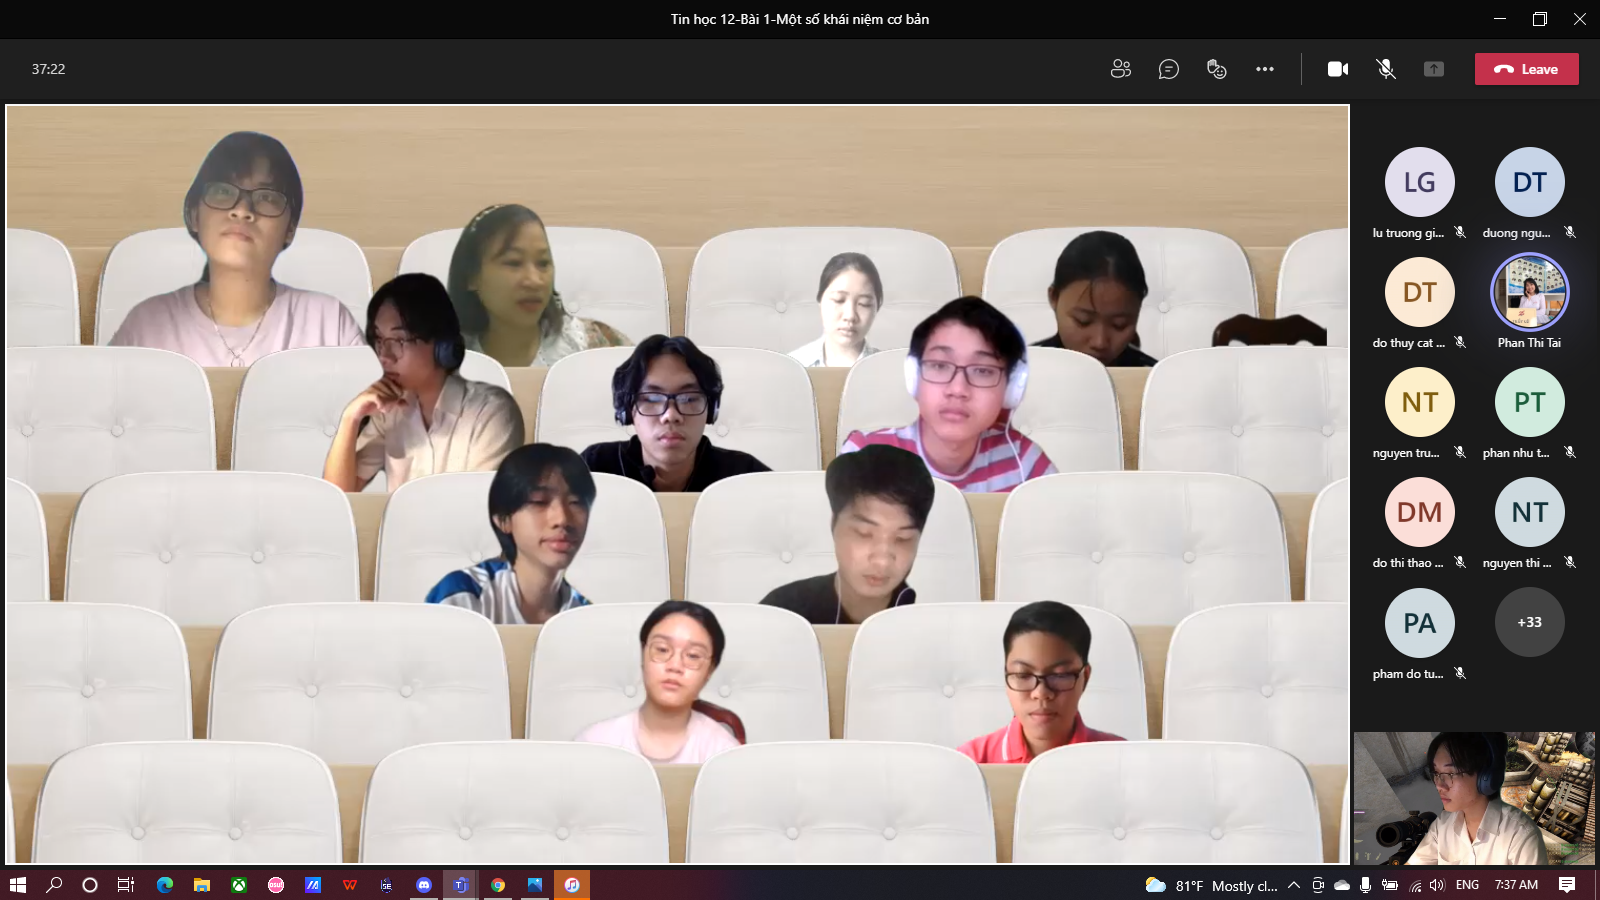 Tin học 12-Bài 1-Một số khái niệm cơ bản
37:22
Leave
LG
DT
lu truong gi...
duong ngu...
DT
do thuy cat ...
Phan Thi Tai
NT
PT
nguyen tru...
phan nhu t...
DM
NT
do thi thao ...
nguyen thi ...
PA
+33
pham do tu...
osu!
W
SE
T
81°F Mostly cl...
ENG
7:37 AM